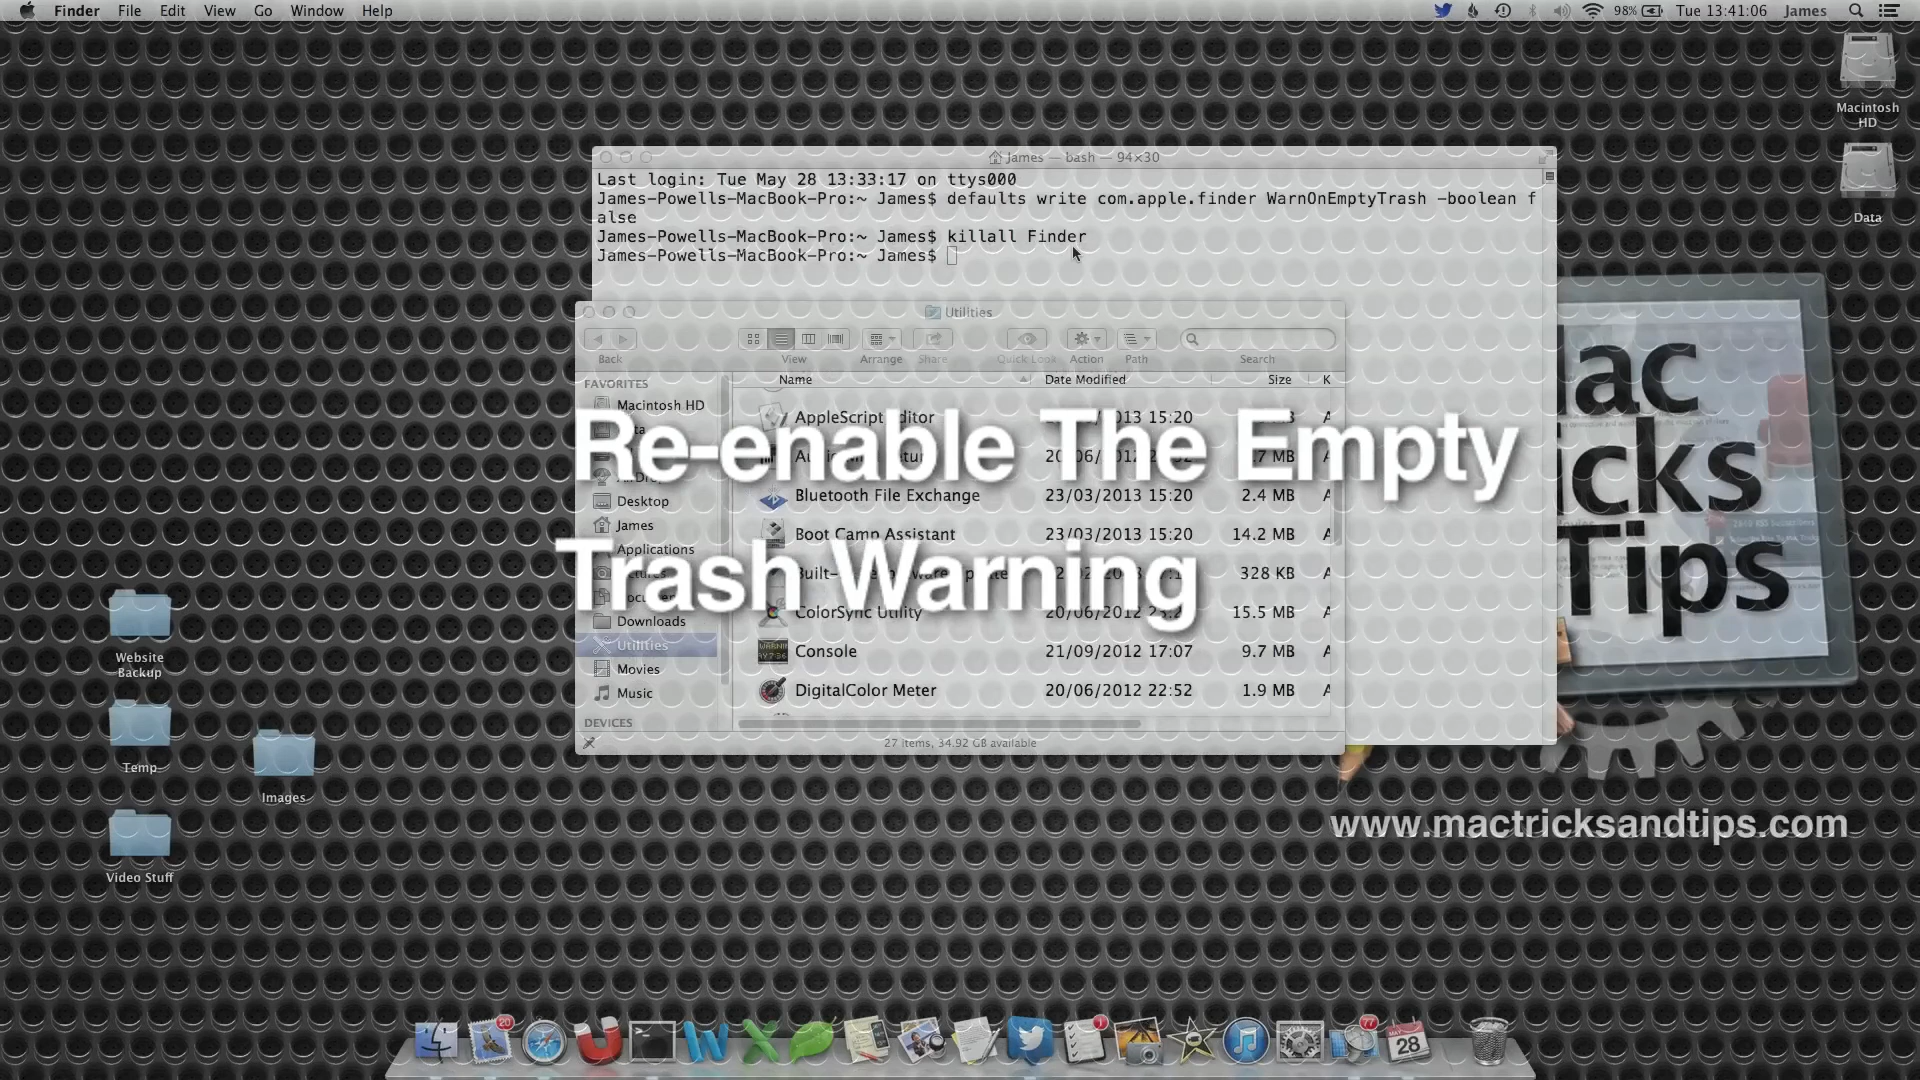 Finder File Edit View Go Window Help
98% Tue 13:41:06 James
Macintosh
HD
Data
James — bash — 94×30
Last login: Tue May 28 13:33:17 on ttys000
James-Powells-MacBook-Pro:~ James$ defaults write com.apple.finder WarnOnEmptyTrash -boolean f
alse
James-Powells-MacBook-Pro:~ James$ killall Finder
James-Powells-MacBook-Pro:~ James$
Utilities
Back View Arrange Share Quick Look Action Path Search
FAVORITES
Macintosh HD
Desktop
James
Applications
Downloads
Utilities
Movies
Music
DEVICES
Name Date Modified Size K
AppleScript Editor 15:20
Bluetooth File Exchange 23/03/2013 15:20 2.4 MB A
Boot Camp Assistant 23/03/2013 15:20 14.2 MB A
328 KB A
ColorSync Utility 15.5 MB A
Console 21/09/2012 17:07 9.7 MB A
DigitalColor Meter 20/06/2012 22:52 1.9 MB A
27 items, 34.92 GB available
Re-enable The Empty
Trash Warning
ac
icks
Tips
www.mactricksandtips.com
Website
Backup
Temp
Images
Video Stuff
20
1
77
28